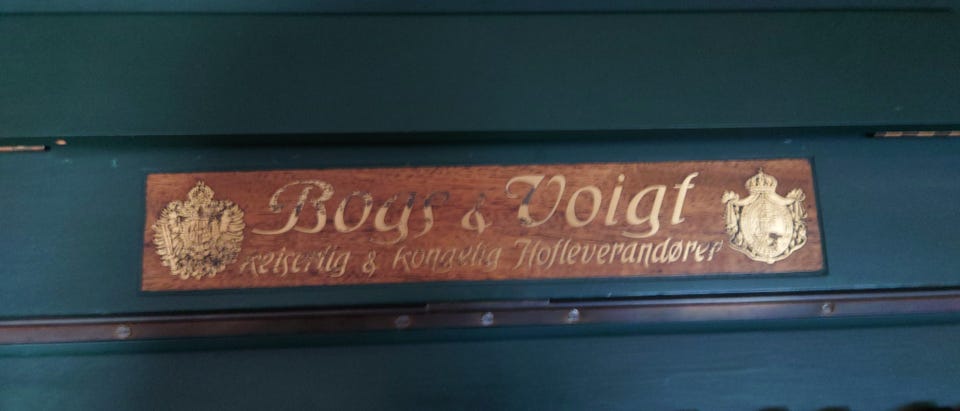 Bogs & Voigt
Keiserlig & Kongelig Hofleverandører